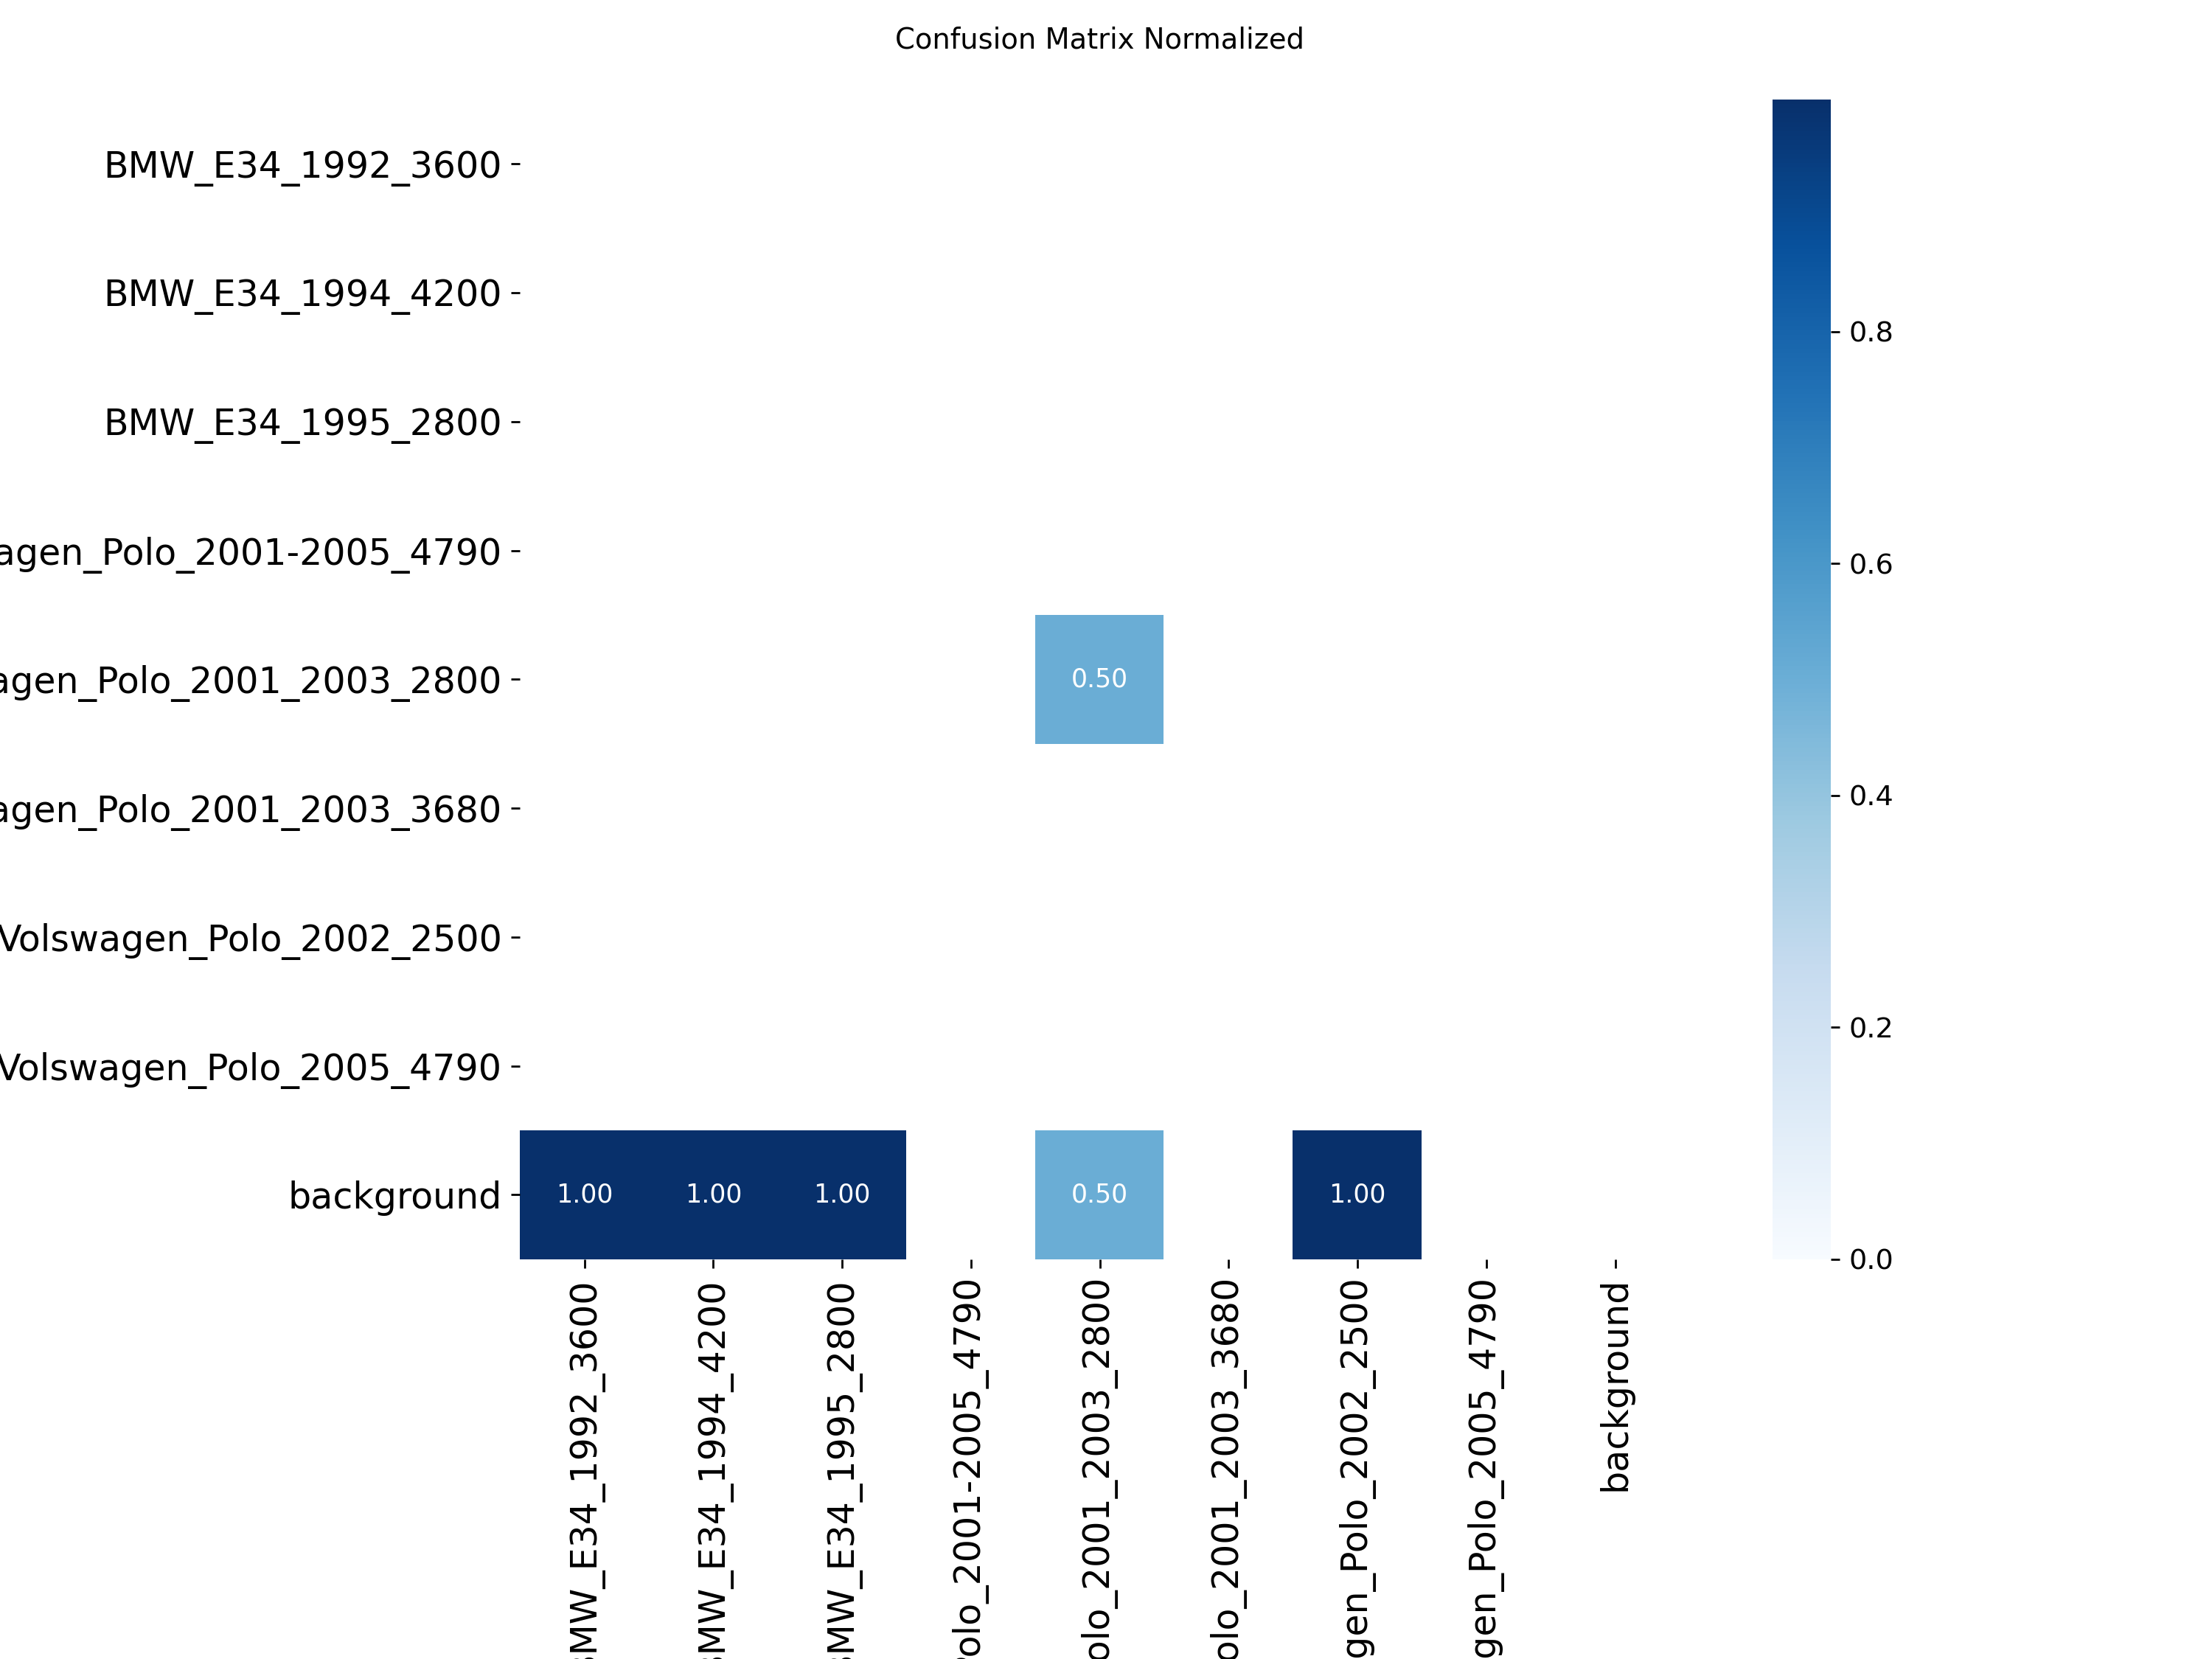 Confusion Matrix Normalized
BMW_E34_1992_3600
BMW_E34_1994_4200
BMW_E34_1995_2800
agen_Polo_2001-2005_4790
agen_Polo_2001_2003_2800
agen_Polo_2001_2003_3680
Volswagen_Polo_2002_2500
Volswagen_Polo_2005_4790
background
0.50
1.00 1.00 1.00 0.50 1.00
MW_E34_1992_3600
MW_E34_1994_4200
MW_E34_1995_2800
Polo_2001-2005_4790
olo_2001_2003_2800
olo_2001_2003_3680
gen_Polo_2002_2500
gen_Polo_2005_4790
background
0.8
0.6
0.4
0.2
0.0